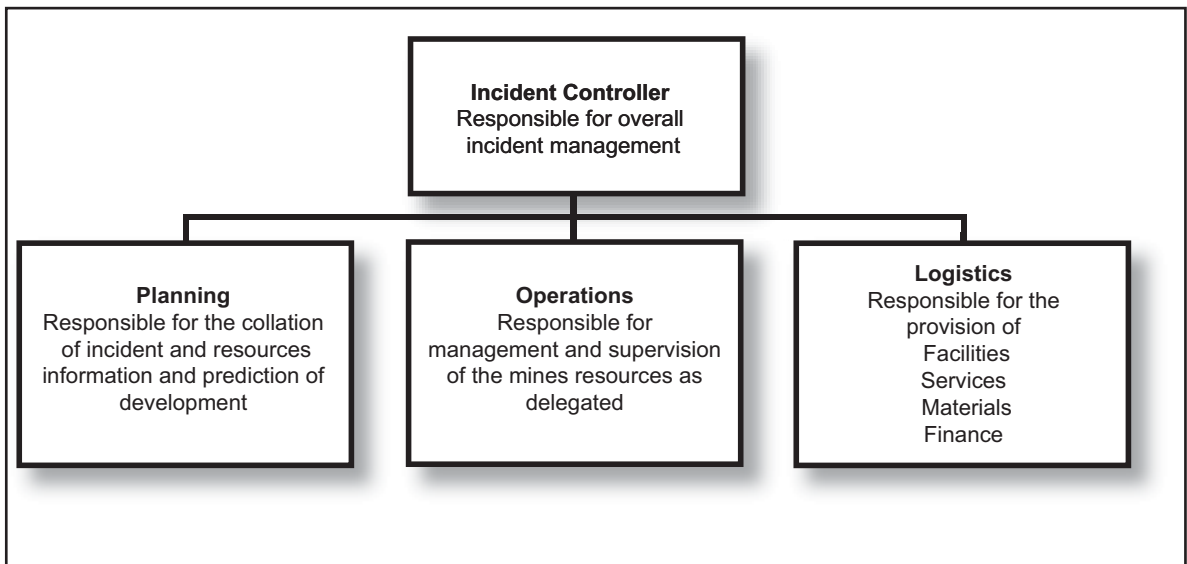 Incident Controller
Responsible for overall
incident management
Planning
Responsible for the collation
of incident and resources
information and prediction of
development
Operations
Responsible for
management and supervision
of the mines resources as
delegated
Logistics
Responsible for the
provision of
Facilities
Services
Materials
Finance